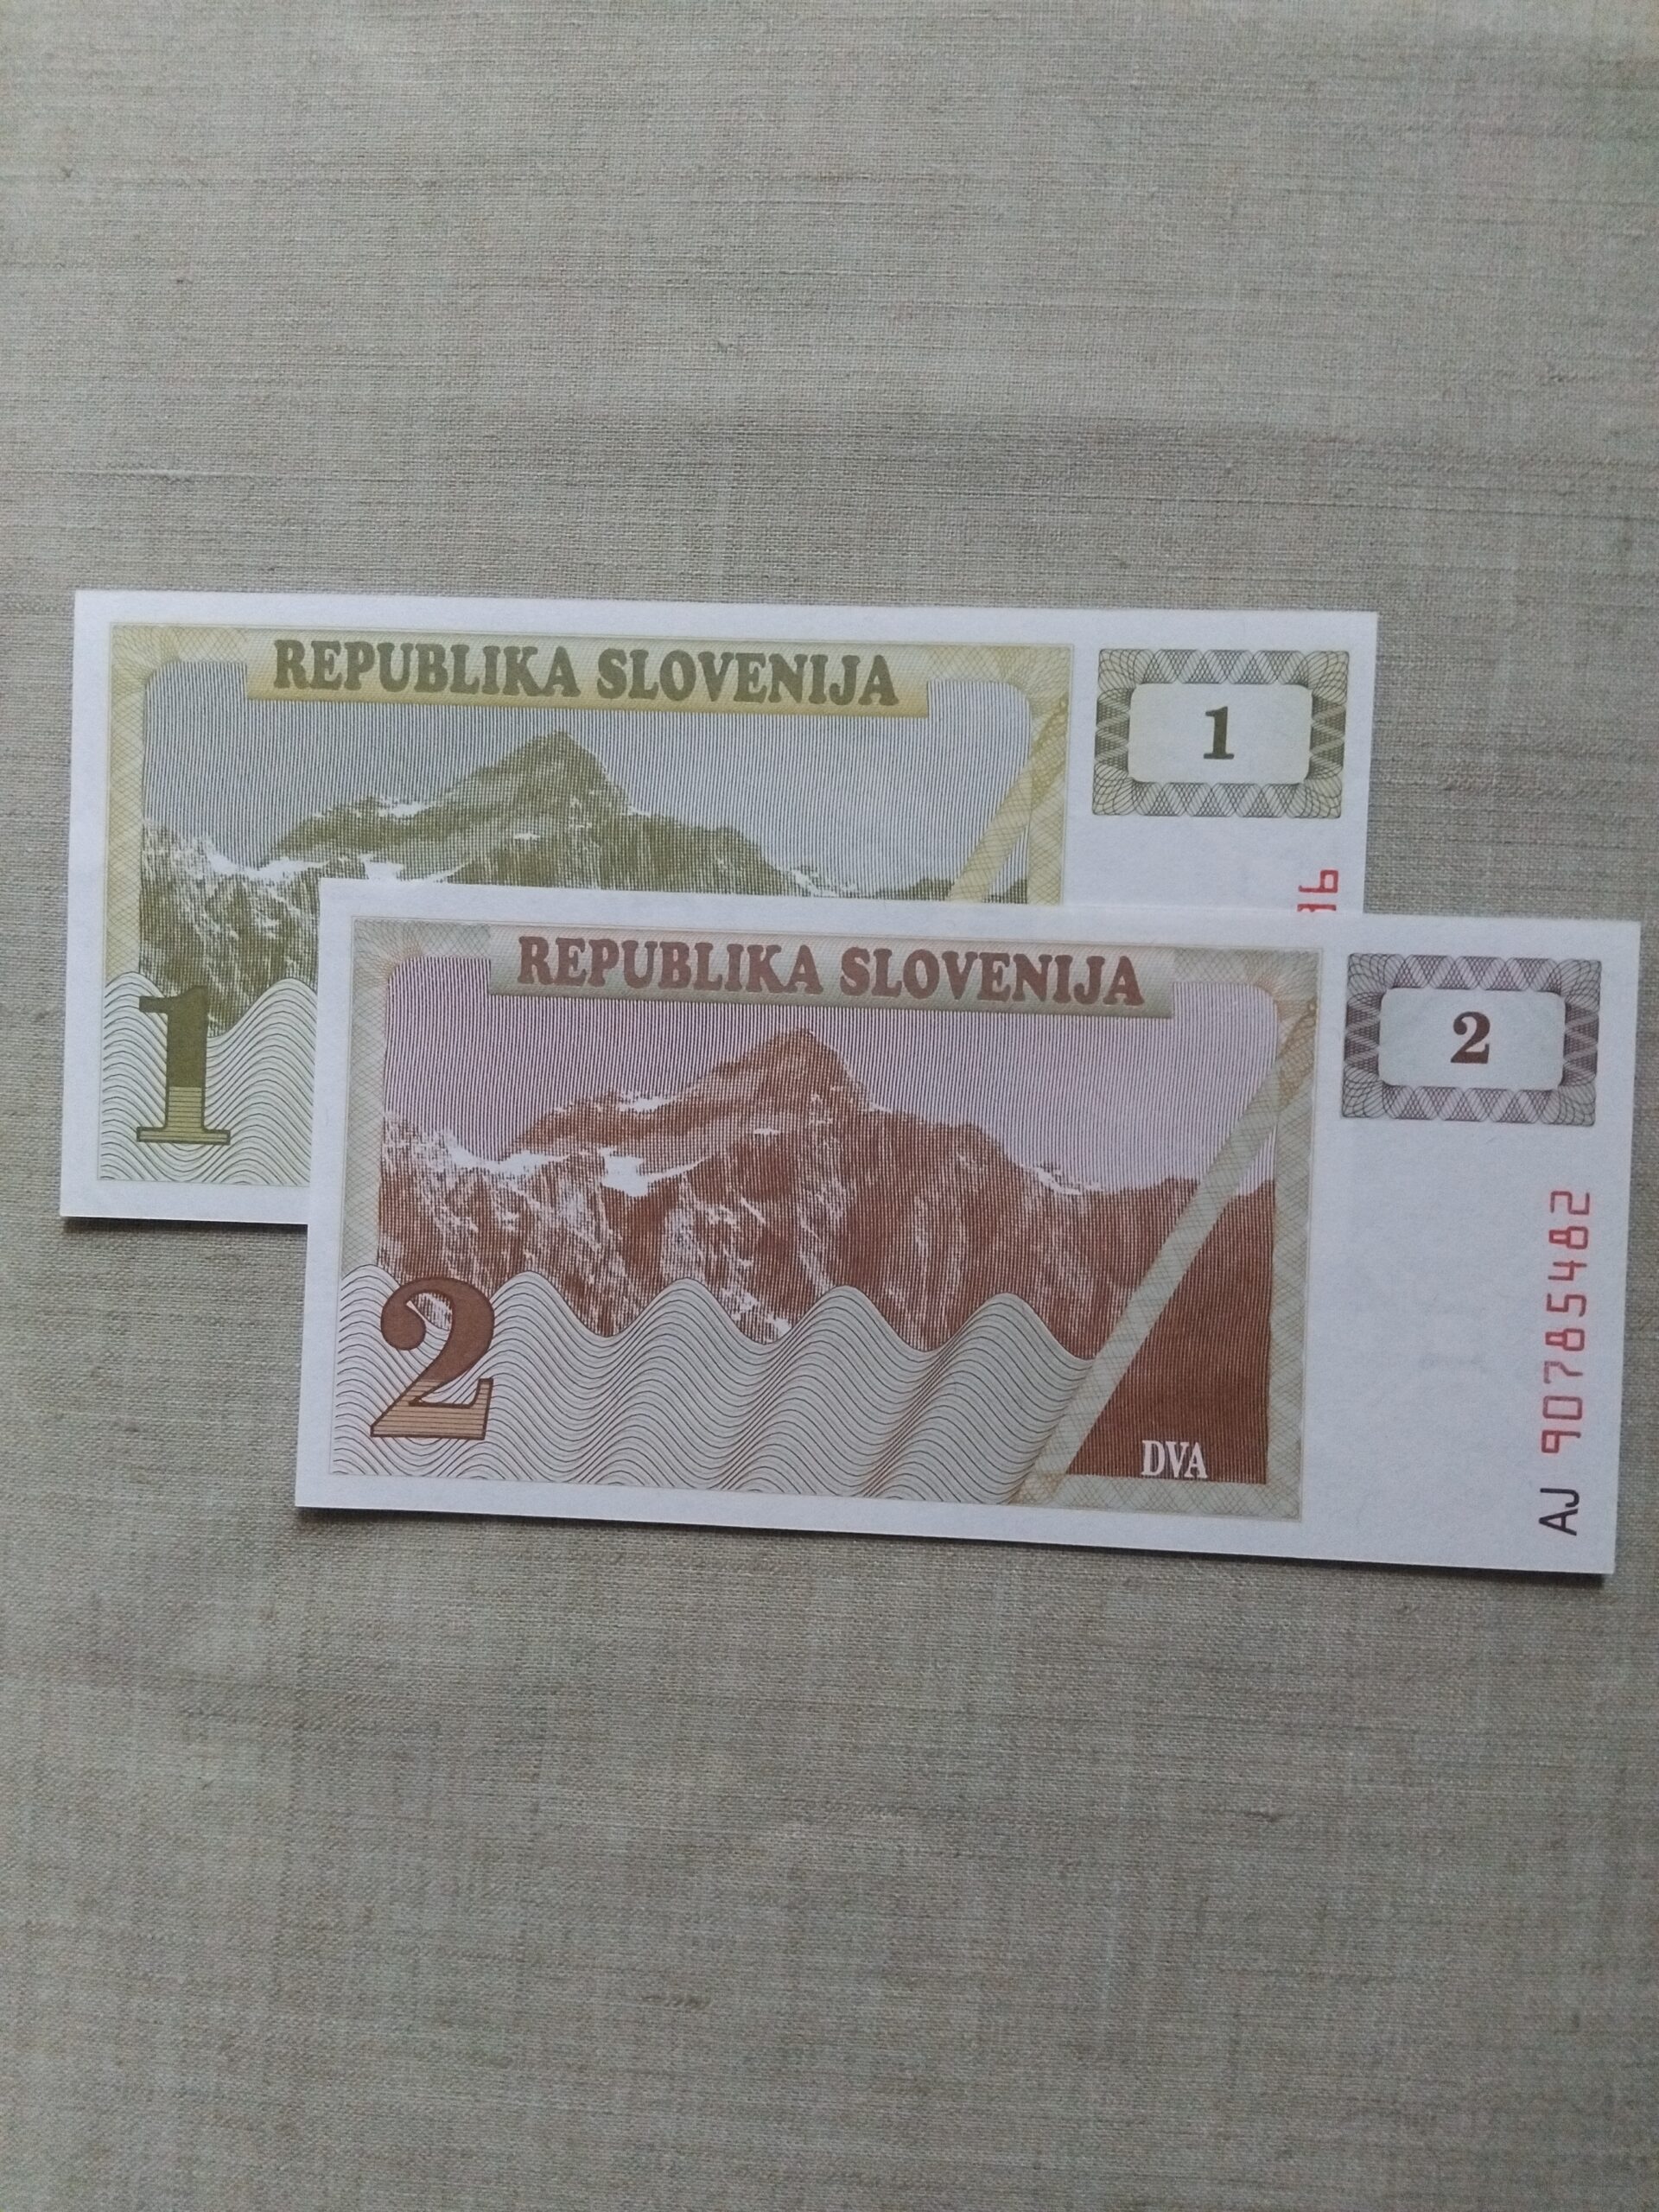 REPUBLIKA SLOVENIJA
1
1
REPUBLIKA SLOVENIJA
2
2
DVA
AJ 90785482